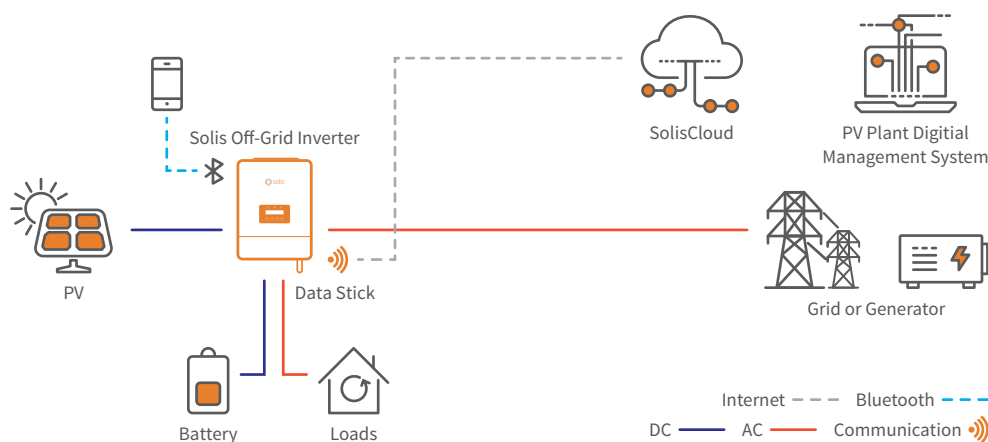 Solis Off-Grid Inverter
solis
SolisCloud
PV Plant Digitial
Management System
PV
Data Stick
Grid or Generator
Battery
Loads
Internet
Bluetooth
DC
AC
Communication